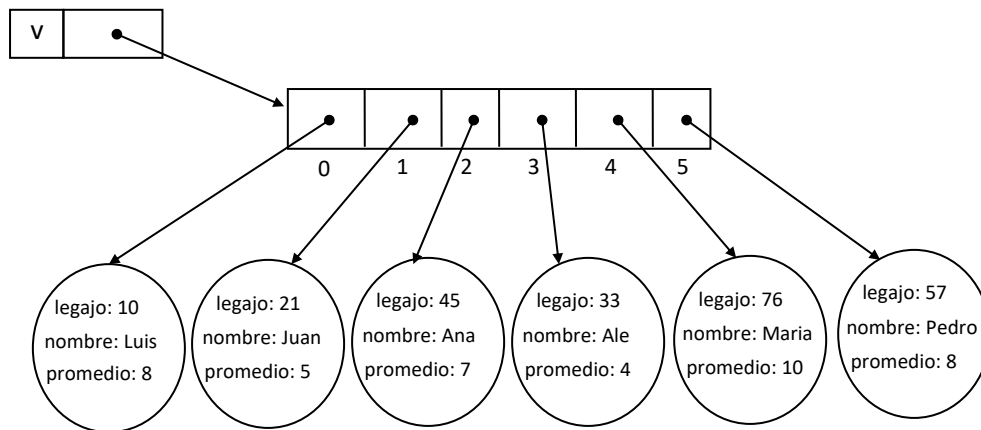 v
0 1 2 3 4 5
legajo: 10
nombre: Luis
promedio: 8
legajo: 21
nombre: Juan
promedio: 5
legajo: 45
nombre: Ana
promedio: 7
legajo: 33
nombre: Ale
promedio: 4
legajo: 76
nombre: Maria
promedio: 10
legajo: 57
nombre: Pedro
promedio: 8